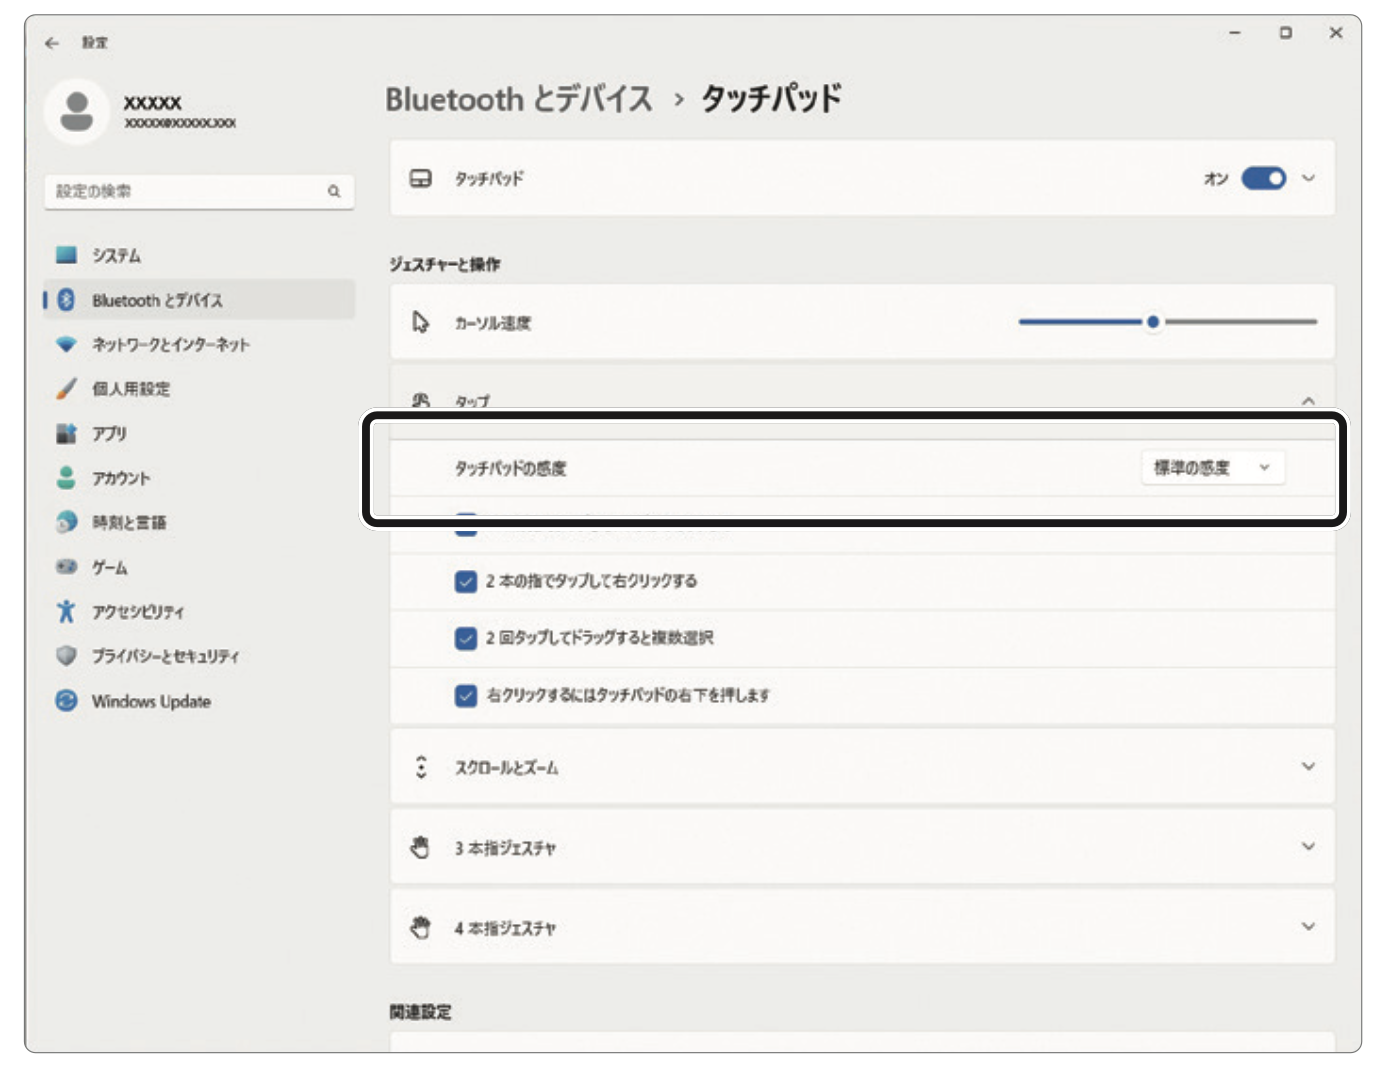 設定
XXXXX
XXXXX@XXXXX.XXX
設定の検索
システム
Bluetooth とデバイス
ネットワークとインターネット
個人用設定
アプリ
アカウント
時刻と言語
ゲーム
アクセシビリティ
プライバシーとセキュリティ
Windows Update
Bluetooth とデバイス › タッチパッド
タッチパッド オン
ジェスチャーと操作
カーソル速度
タップ
タッチパッドの感度 標準の感度
2 本の指でタップして右クリックする
2 回タップしてドラッグすると複数選択
右クリックするにはタッチパッドの右下を押します
スクロールとズーム
3 本指ジェスチャ
4 本指ジェスチャ
関連設定